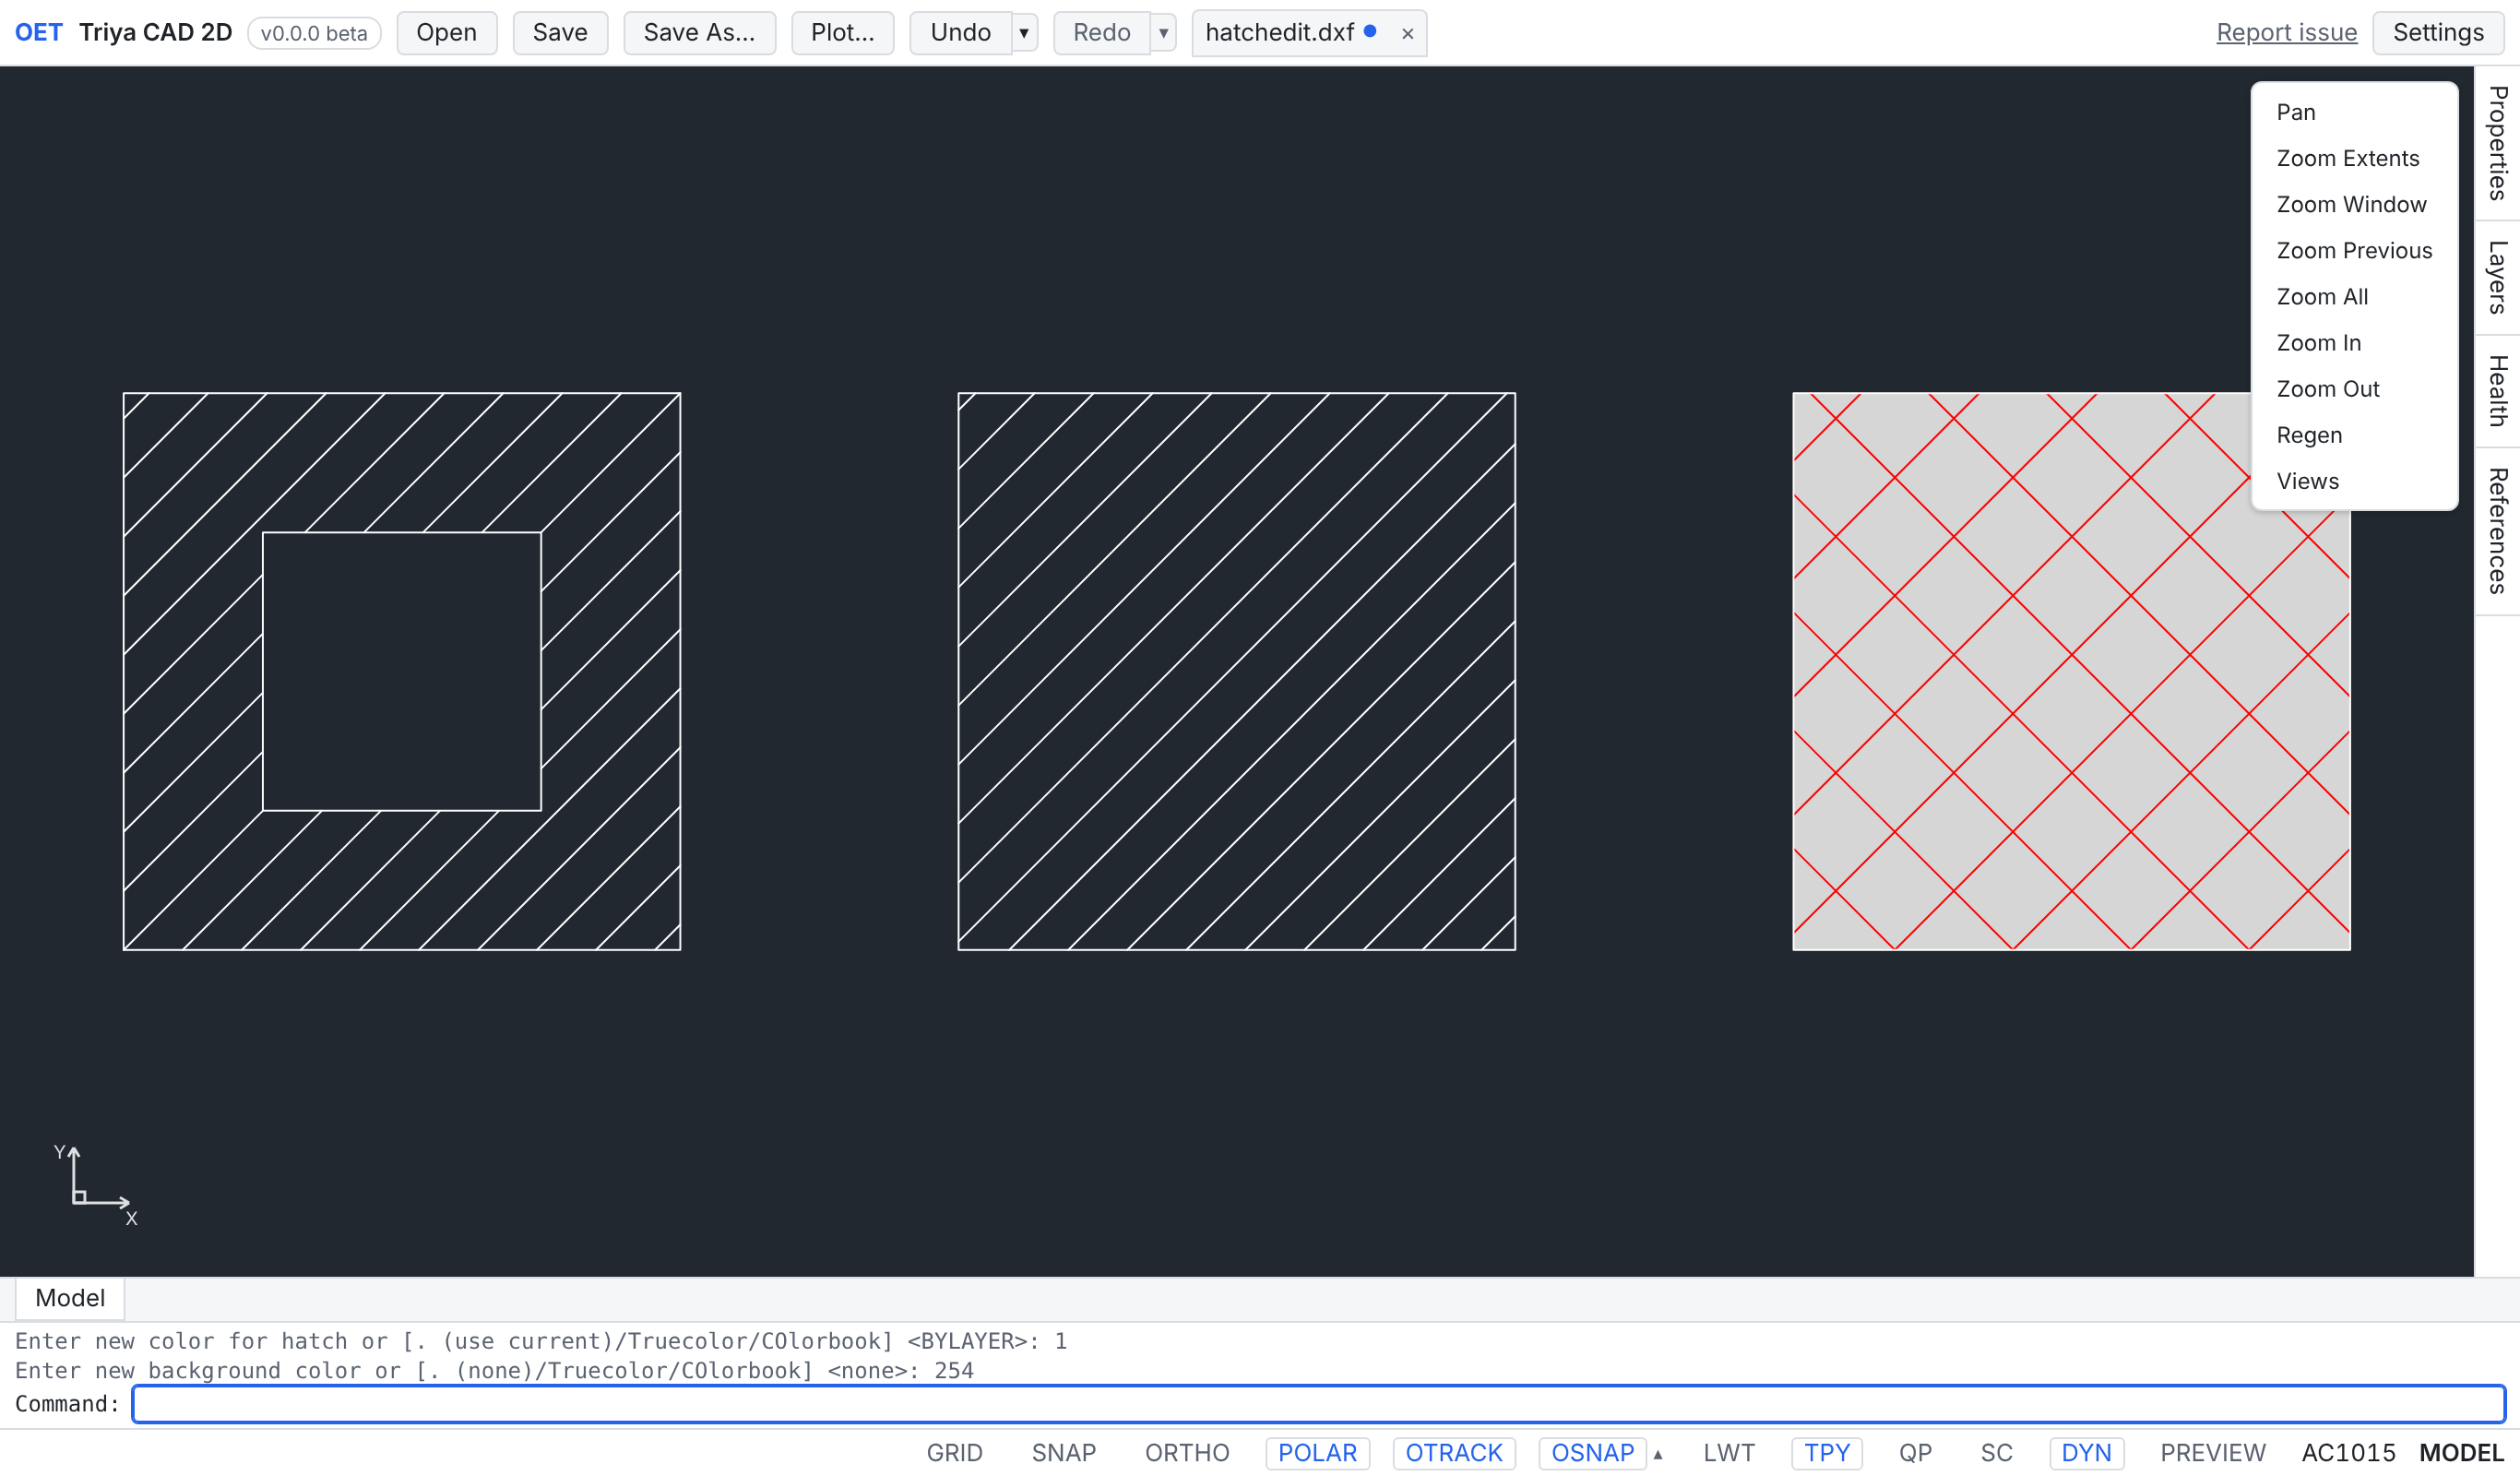 OET Triya CAD 2D v0.0.0 beta Open Save Save As... Plot... Undo ▾ Redo ▾ hatchedit.dxf × Report issue Settings
Pan
Zoom Extents
Zoom Window
Zoom Previous
Zoom All
Zoom In
Zoom Out
Regen
Views
Properties
Layers
Health
References
Y
X
Model
Enter new color for hatch or [. (use current)/Truecolor/COlorbook] <BYLAYER>: 1
Enter new background color or [. (none)/Truecolor/COlorbook] <none>: 254
Command:
GRID SNAP ORTHO POLAR OTRACK OSNAP ▴ LWT TPY QP SC DYN PREVIEW AC1015 MODEL